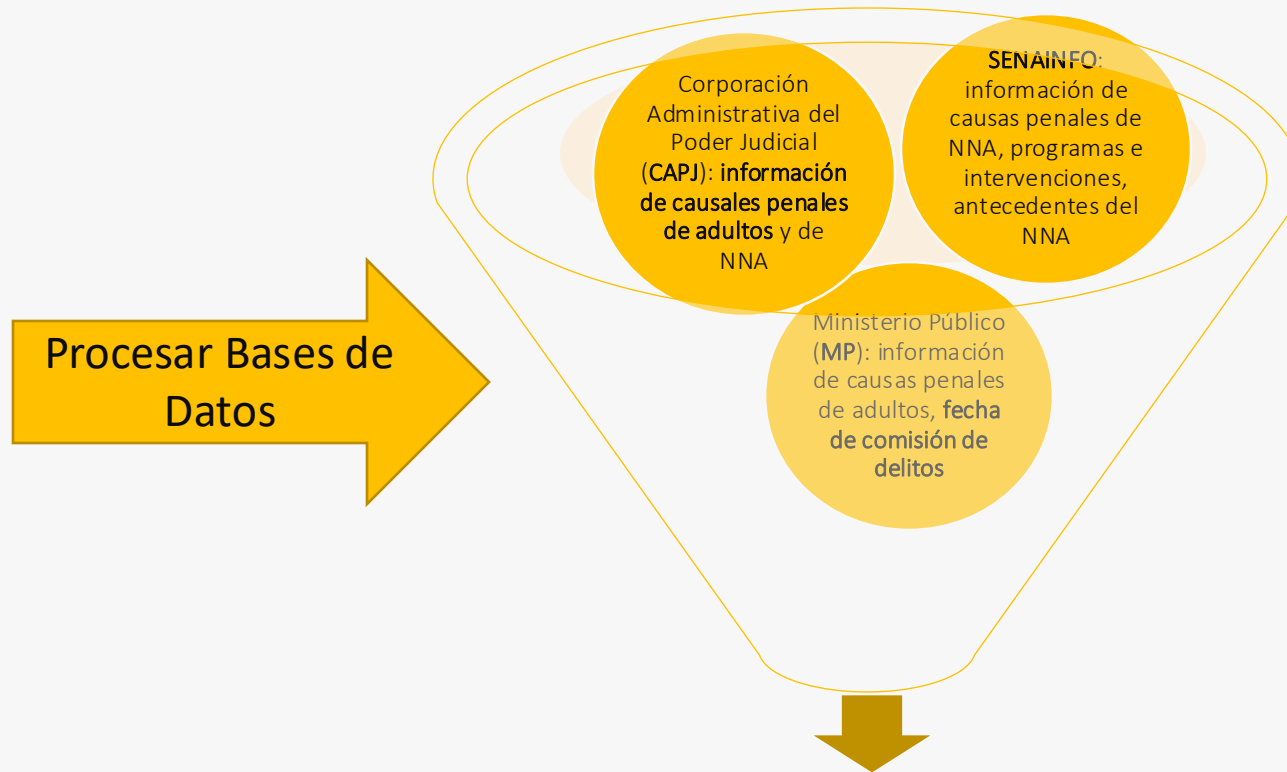 Procesar Bases de
Datos
Corporación
Administrativa del
Poder Judicial
(CAPJ): información
de causales penales
de adultos y de
NNA
SENAINFO:
información de
causas penales de
NNA, programas e
intervenciones,
antecedentes del
NNA
Ministerio Público
(MP): información
de causas penales
de adultos, fecha
de comisión de
delitos